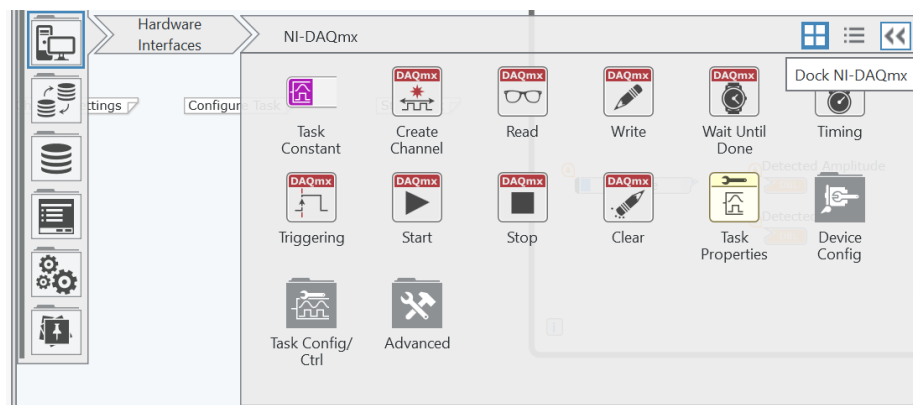 Hardware
Interfaces
NI-DAQmx
Dock NI-DAQmx
ttings
Configure Task
DAQmx
DAQmx
DAQmx
DAQmx
Task
Constant
Create
Channel
Read
Write
Wait Until
Done
Timing
Detected Amplitude
DAQmx
DAQmx
DAQmx
DAQmx
Detected
Triggering
Start
Stop
Clear
Task
Properties
Device
Config
Task Config/
Ctrl
Advanced